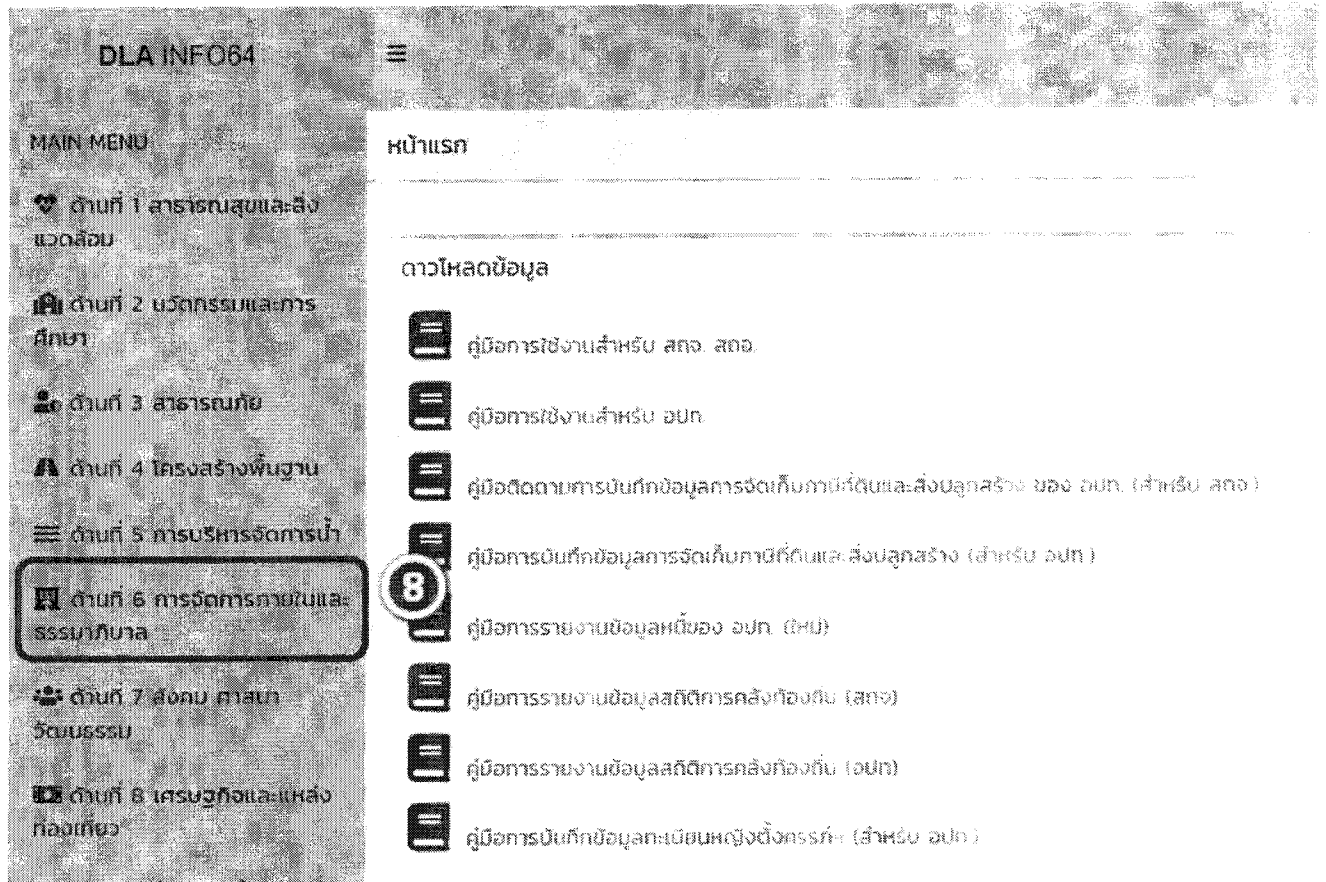 DLA INFO64
MAIN MENU
ด้านที่ 1 สาธารณสุขและสิ่ง
แวดล้อม
ด้านที่ 2 นวัตกรรมและการ
ศึกษา
ด้านที่ 3 สาธารณภัย
ด้านที่ 4 โครงสร้างพื้นฐาน
ด้านที่ 5 การบริหารจัดการน้ำ
ด้านที่ 6 การจัดการภายในและ
ธรรมาภิบาล
8
ด้านที่ 7 สังคม ศาสนา
วัฒนธรรม
ด้านที่ 8 เศรษฐกิจและแหล่ง
ท่องเที่ยว
หน้าแรก
ดาวโหลดข้อมูล
คู่มือการใช้งานสำหรับ สถจ. สถอ.
คู่มือการใช้งานสำหรับ อปท.
คู่มือติดตามการบันทึกข้อมูลการจัดเก็บภาษีที่ดินและสิ่งปลูกสร้าง ของ อปท. (สำหรับ สถจ.)
คู่มือการบันทึกข้อมูลการจัดเก็บภาษีที่ดินและสิ่งปลูกสร้าง (สำหรับ อปท.)
คู่มือการรายงานข้อมูลหนี้ของ อปท. (ใหม่)
คู่มือการรายงานข้อมูลสถิติการคลังท้องถิ่น (สถจ)
คู่มือการรายงานข้อมูลสถิติการคลังท้องถิ่น (อปท)
คู่มือการบันทึกข้อมูลทะเบียนหญิงตั้งครรภ์ฯ (สำหรับ อปท.)